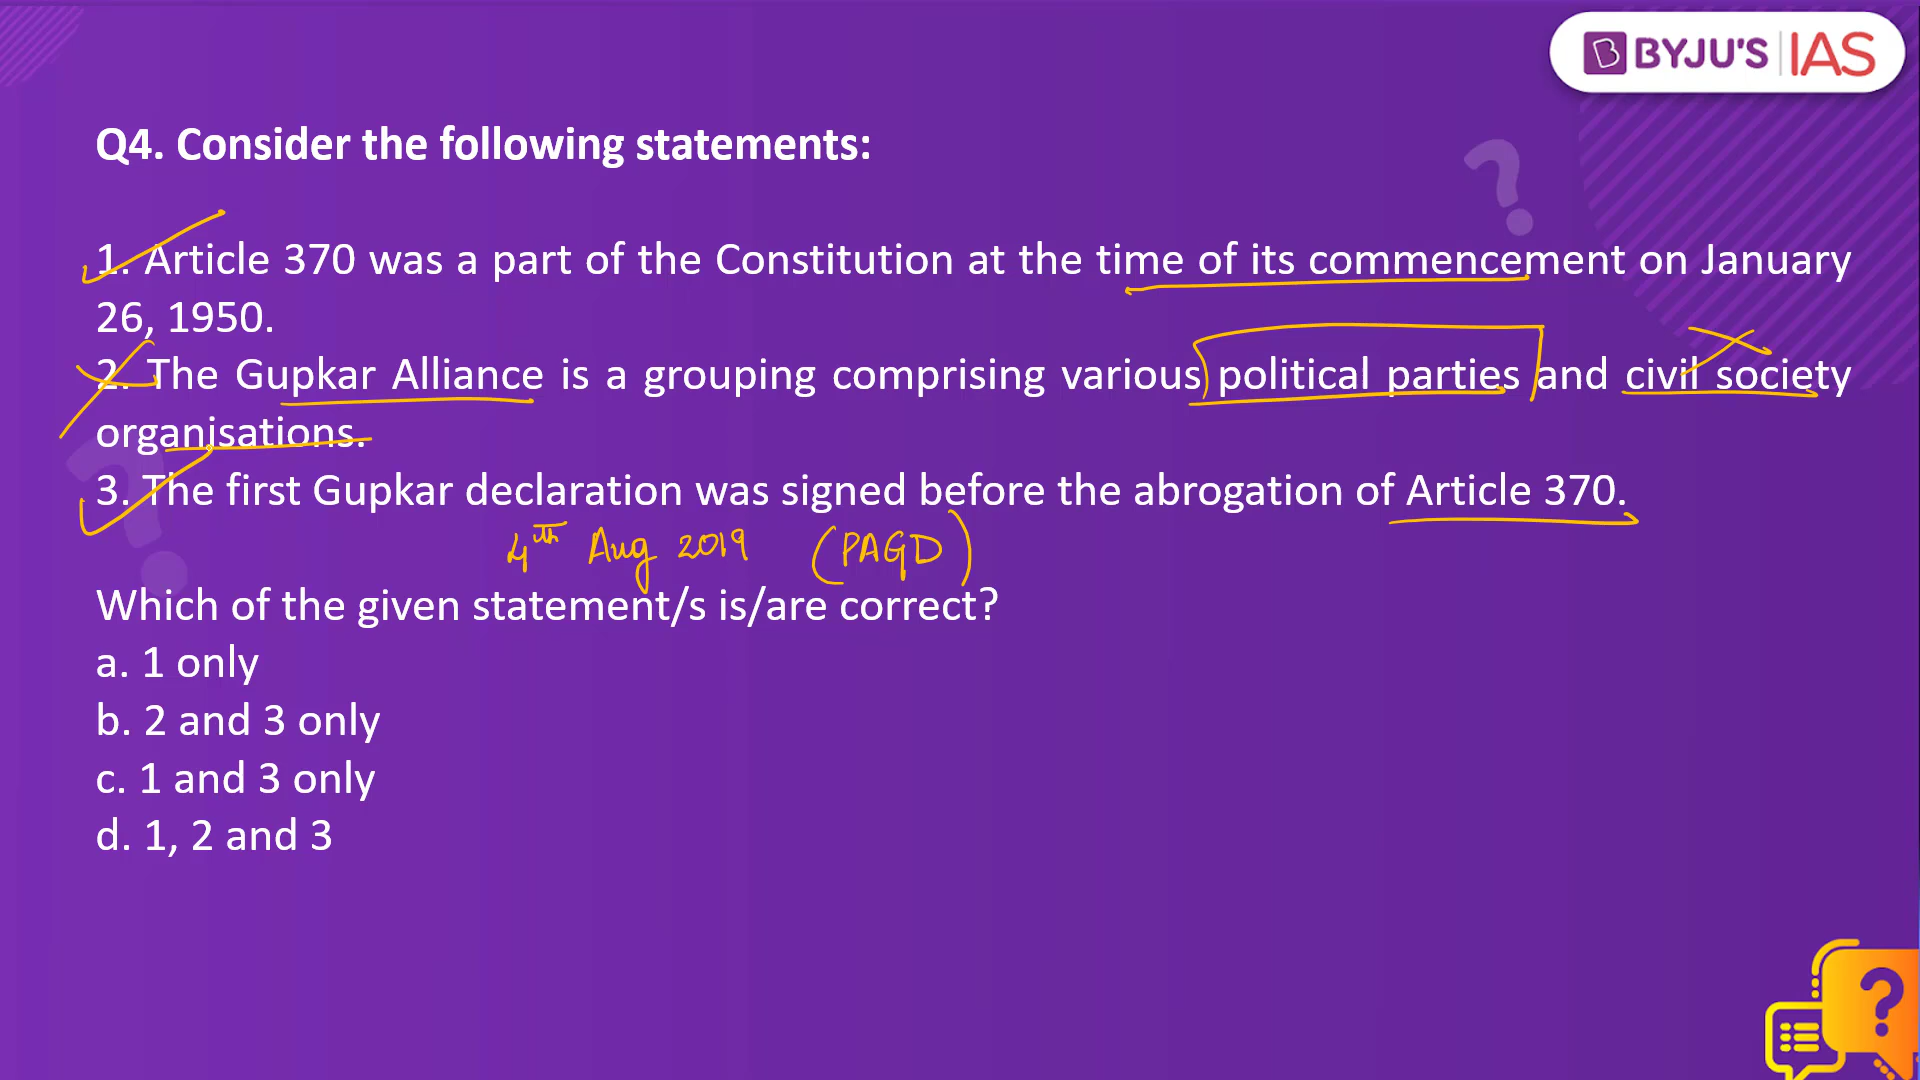 BYJU'S IAS
Q4. Consider the following statements:
1. Article 370 was a part of the Constitution at the time of its commencement on January
26, 1950.
2. The Gupkar Alliance is a grouping comprising various political parties and civil society
organisations.
3. The first Gupkar declaration was signed before the abrogation of Article 370.
4th Aug 2019 (PAGD)
Which of the given statement/s is/are correct?
a. 1 only
b. 2 and 3 only
c. 1 and 3 only
d. 1, 2 and 3